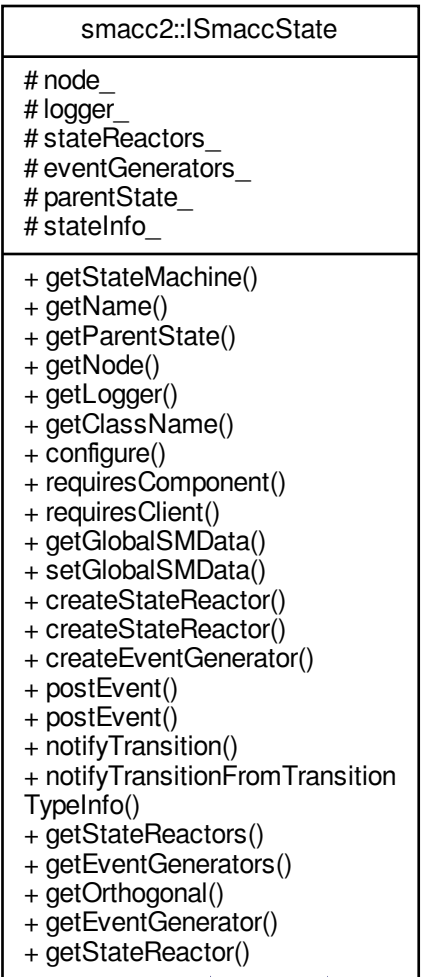 smacc2::ISmaccState
# node_
# logger_
# stateReactors_
# eventGenerators_
# parentState_
# stateInfo_
+ getStateMachine()
+ getName()
+ getParentState()
+ getNode()
+ getLogger()
+ getClassName()
+ configure()
+ requiresComponent()
+ requiresClient()
+ getGlobalSMData()
+ setGlobalSMData()
+ createStateReactor()
+ createStateReactor()
+ createEventGenerator()
+ postEvent()
+ postEvent()
+ notifyTransition()
+ notifyTransitionFromTransition
TypeInfo()
+ getStateReactors()
+ getEventGenerators()
+ getOrthogonal()
+ getEventGenerator()
+ getStateReactor()